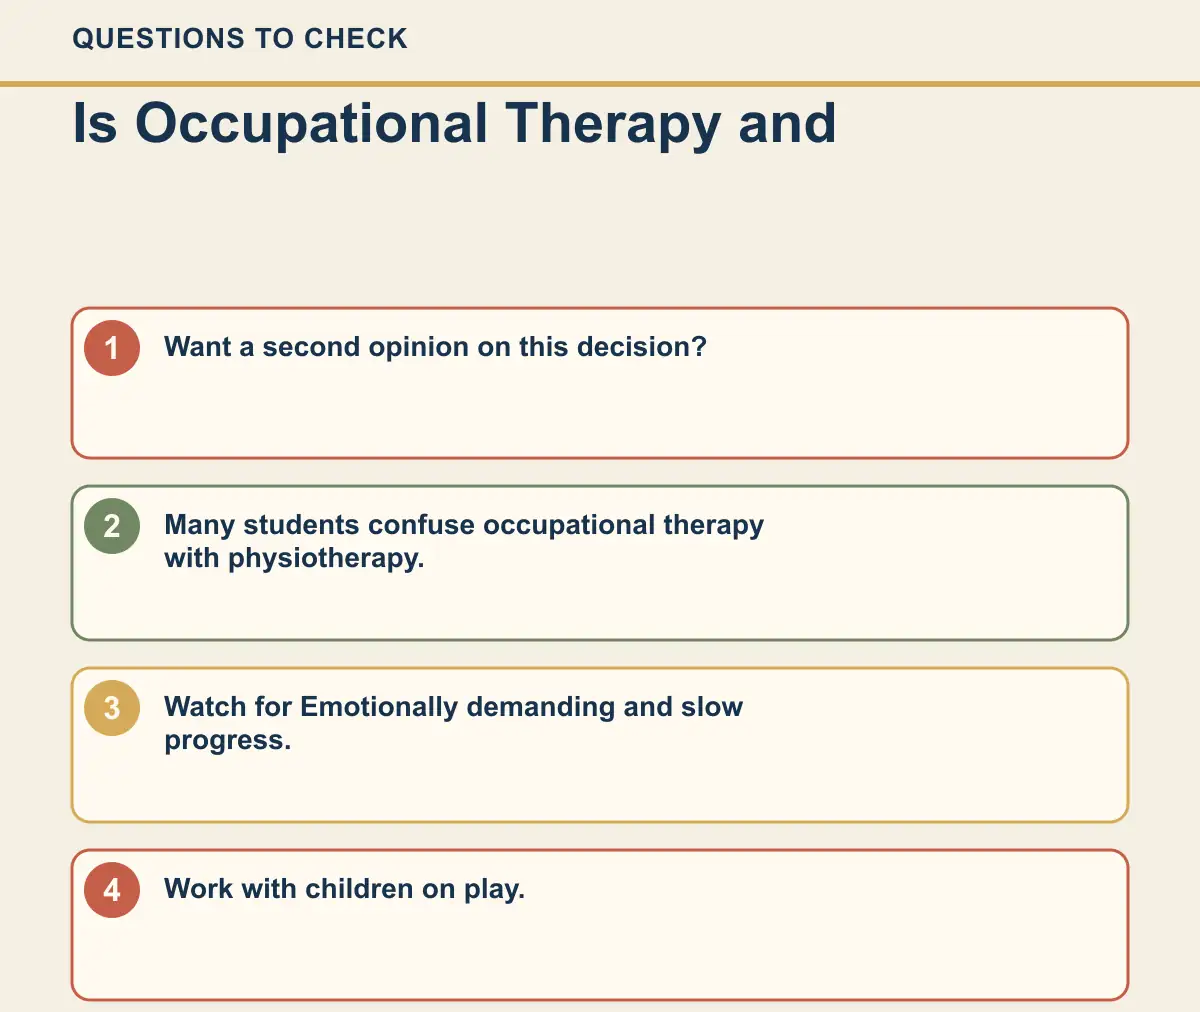 QUESTIONS TO CHECK
Is Occupational Therapy and
1 Want a second opinion on this decision?
2 Many students confuse occupational therapy
with physiotherapy.
3 Watch for Emotionally demanding and slow
progress.
4 Work with children on play.